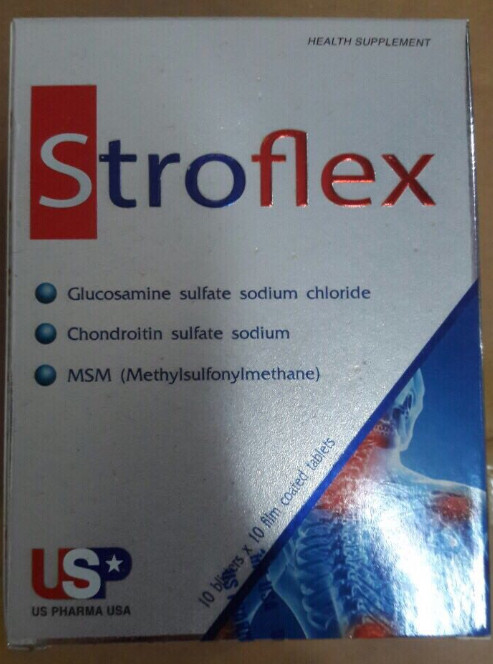 HEALTH SUPPLEMENT
Stroflex
Glucosamine sulfate sodium chloride
Chondroitin sulfate sodium
MSM (Methylsulfonylmethane)
10 blisters x 10 film coated tablets
USP
US PHARMA USA